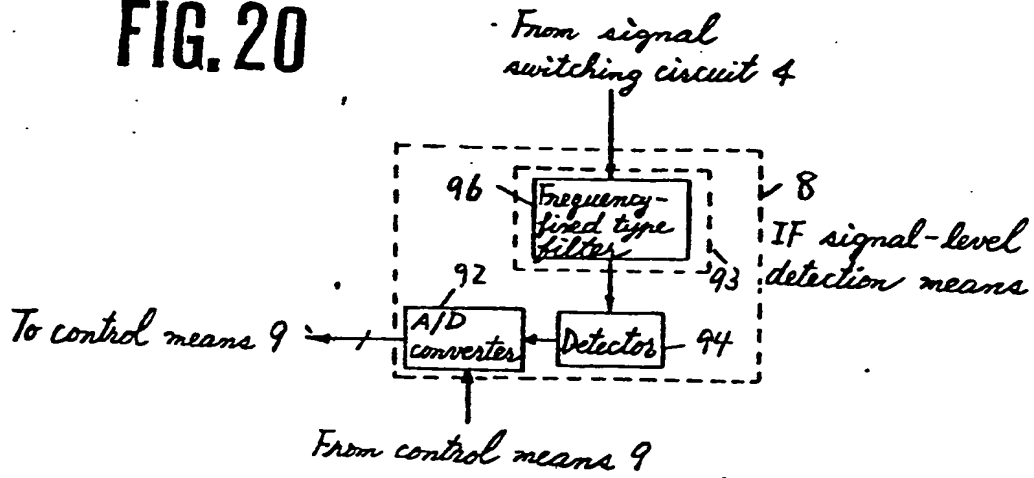 FIG. 20
From signal
switching circuit 4
96
Frequency-
fixed type
filter
8
IF signal-level
detection means
93
92
A/D
converter
Detector
94
To control means 9
From control means 9